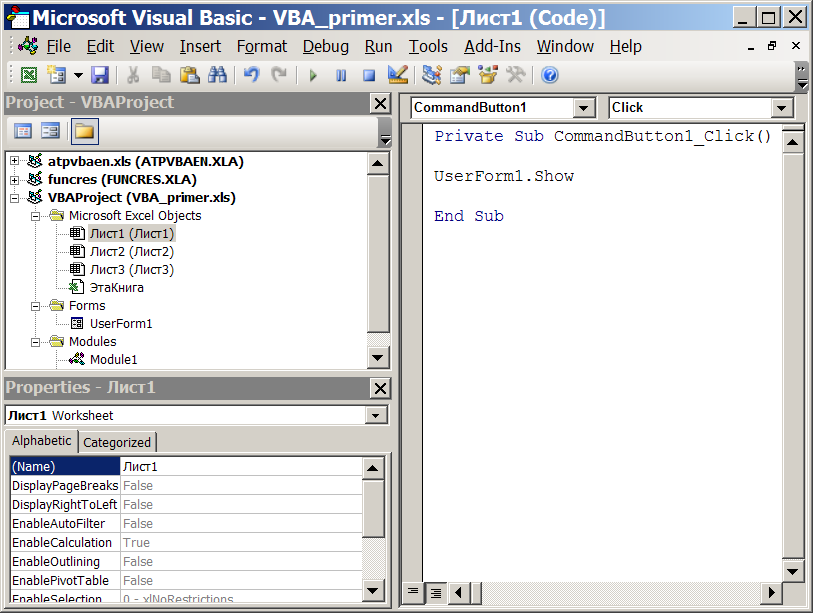 Microsoft Visual Basic - VBA_primer.xls - [Лист1 (Code)]
File Edit View Insert Format Debug Run Tools Add-Ins Window Help
Project - VBAProject
atpvbaen.xls (ATPVBAEN.XLA)
funcres (FUNCRES.XLA)
VBAProject (VBA_primer.xls)
Microsoft Excel Objects
Лист1 (Лист1)
Лист2 (Лист2)
Лист3 (Лист3)
ЭтаКнига
Forms
UserForm1
Modules
Module1
Properties - Лист1
Лист1 Worksheet
Alphabetic Categorized
(Name) Лист1
DisplayPageBreaks False
DisplayRightToLeft False
EnableAutoFilter False
EnableCalculation True
EnableOutlining False
EnablePivotTable False
EnableSelection 0 - xlNoRestrictions
CommandButton1 Click
Private Sub CommandButton1_Click()
UserForm1.Show
End Sub